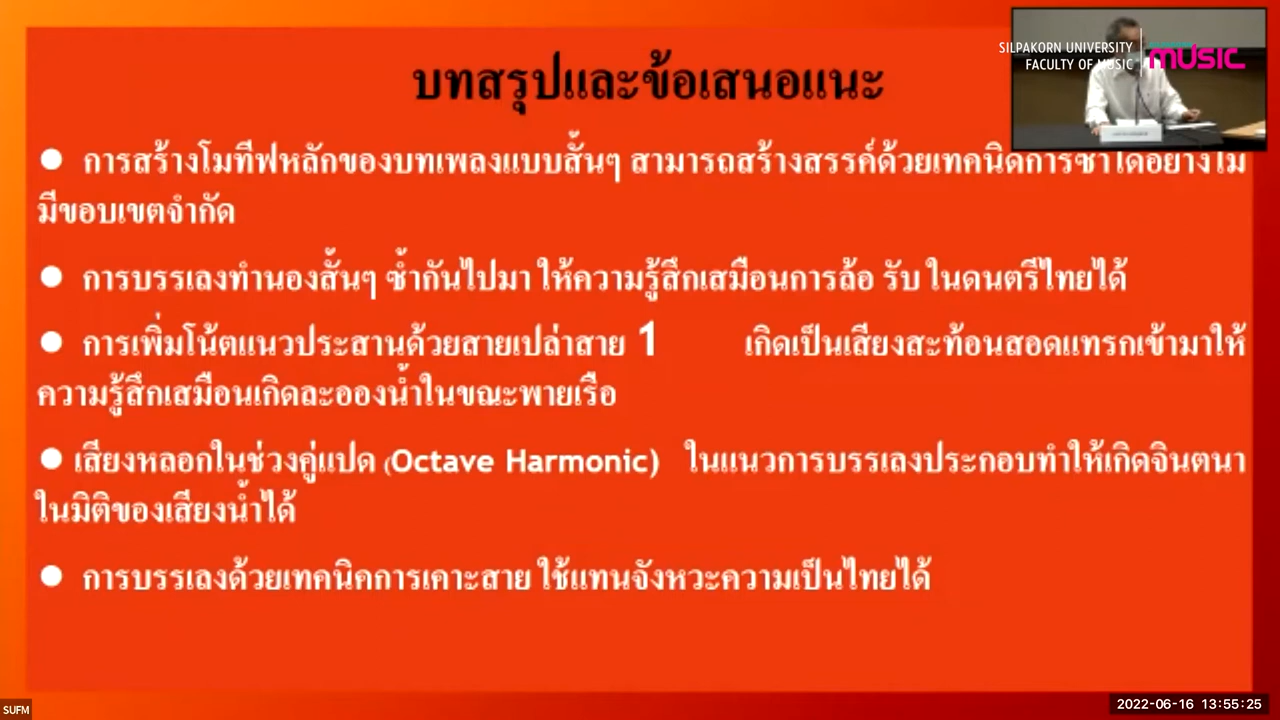 SILPAKORN UNIVERSITY
FACULTY OF MUSIC
MUSIC
บทสรุปและข้อเสนอแนะ
● การสร้างโมทีฟหลักของบทเพลงแบบสั้นๆ สามารถสร้างสรรค์ด้วยเทคนิคการซ้ำได้อย่างไม่
มีขอบเขตจำกัด
● การบรรเลงทำนองสั้นๆ ซ้ำกันไปมา ให้ความรู้สึกเสมือนการล้อ รับ ในดนตรีไทยได้
● การเพิ่มโน้ตแนวประสานด้วยสายเปล่าสาย 1 เกิดเป็นเสียงสะท้อนสอดแทรกเข้ามาให้
ความรู้สึกเสมือนเกิดละอองน้ำในขณะพายเรือ
● เสียงหลอกในช่วงคู่แปด (Octave Harmonic) ในแนวการบรรเลงประกอบทำให้เกิดจินตนา
ในมิติของเสียงน้ำได้
● การบรรเลงด้วยเทคนิคการเคาะสาย ใช้แทนจังหวะความเป็นไทยได้
SUFM
2022-06-16 13:55:25